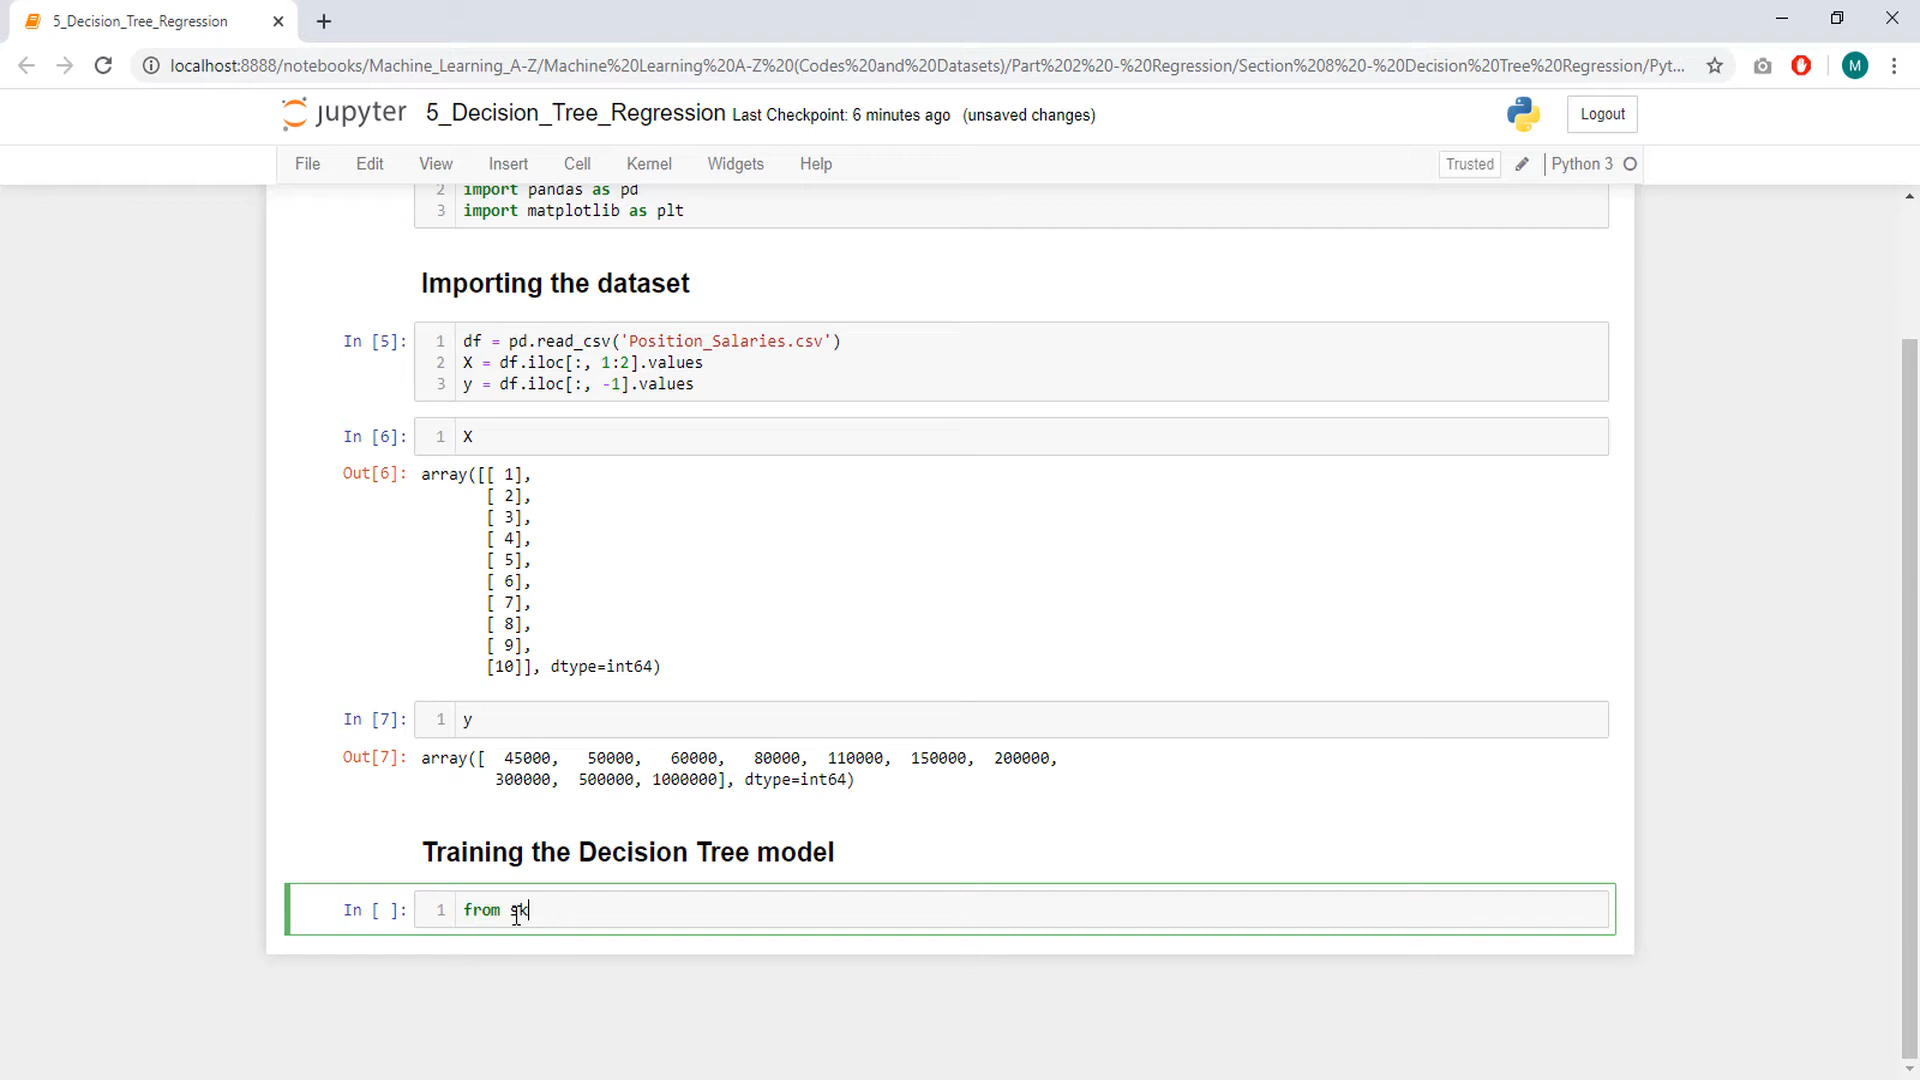 5_Decision_Tree_Regression
localhost:8888/notebooks/Machine_Learning_A-Z/Machine%20Learning%20A-Z%20(Codes%20and%20Datasets)/Part%202%20-%20Regression/Section%208%20-%20Decision%20Tree%20Regression/Pyt...
M
jupyter 5_Decision_Tree_Regression Last Checkpoint: 6 minutes ago (unsaved changes)
Logout
File Edit View Insert Cell Kernel Widgets Help
Trusted Python 3
2 import pandas as pd
3 import matplotlib as plt
Importing the dataset
In [5]: 1 df = pd.read_csv('Position_Salaries.csv')
2 X = df.iloc[:, 1:2].values
3 y = df.iloc[:, -1].values
In [6]: 1 X
Out[6]: array([[ 1],
[ 2],
[ 3],
[ 4],
[ 5],
[ 6],
[ 7],
[ 8],
[ 9],
[10]], dtype=int64)
In [7]: 1 y
Out[7]: array([ 45000, 50000, 60000, 80000, 110000, 150000, 200000,
300000, 500000, 1000000], dtype=int64)
Training the Decision Tree model
In [ ]: 1 from sk